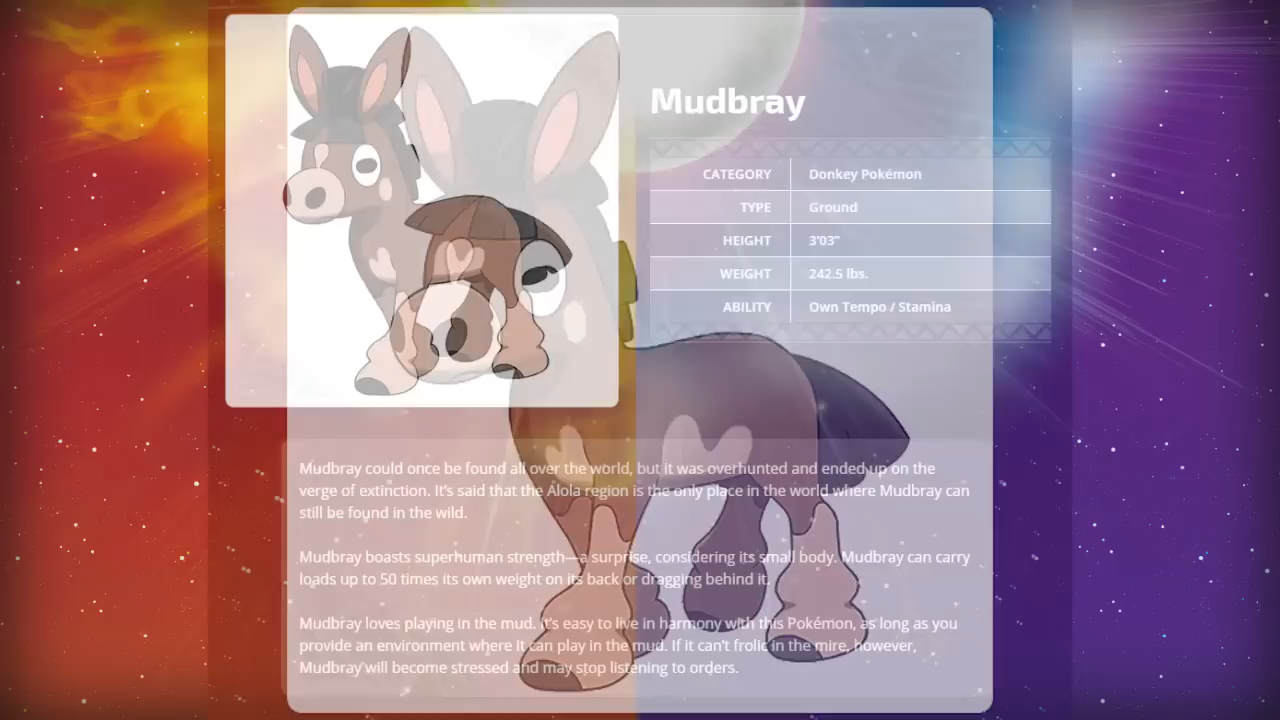 Mudbray
CATEGORY Donkey Pokémon
TYPE Ground
HEIGHT 3'03"
WEIGHT 242.5 lbs.
ABILITY Own Tempo / Stamina
Mudbray could once be found all over the world, but it was overhunted and ended up on the
verge of extinction. It's said that the Alola region is the only place in the world where Mudbray can
still be found in the wild.
Mudbray boasts superhuman strength—a surprise, considering its small body. Mudbray can carry
loads up to 50 times its own weight on its back or dragging behind it.
Mudbray loves playing in the mud. It's easy to live in harmony with this Pokémon, as long as you
provide an environment where it can play in the mud. If it can't frolic in the mire, however,
Mudbray will become stressed and may stop listening to orders.